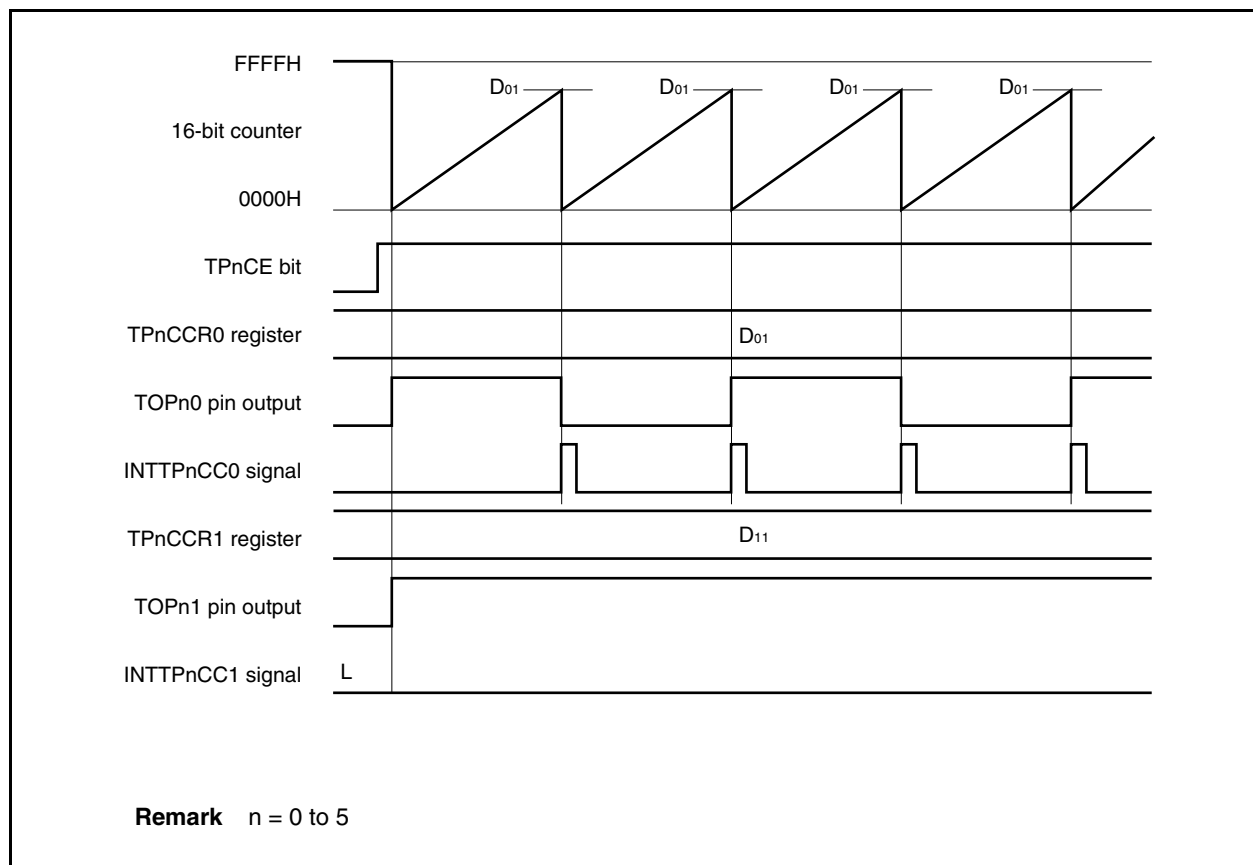 FFFFH
D01 D01 D01 D01
16-bit counter
0000H
TPnCE bit
TPnCCR0 register D01
TOPn0 pin output
INTTPnCC0 signal
TPnCCR1 register D11
TOPn1 pin output
INTTPnCC1 signal L
Remark n = 0 to 5